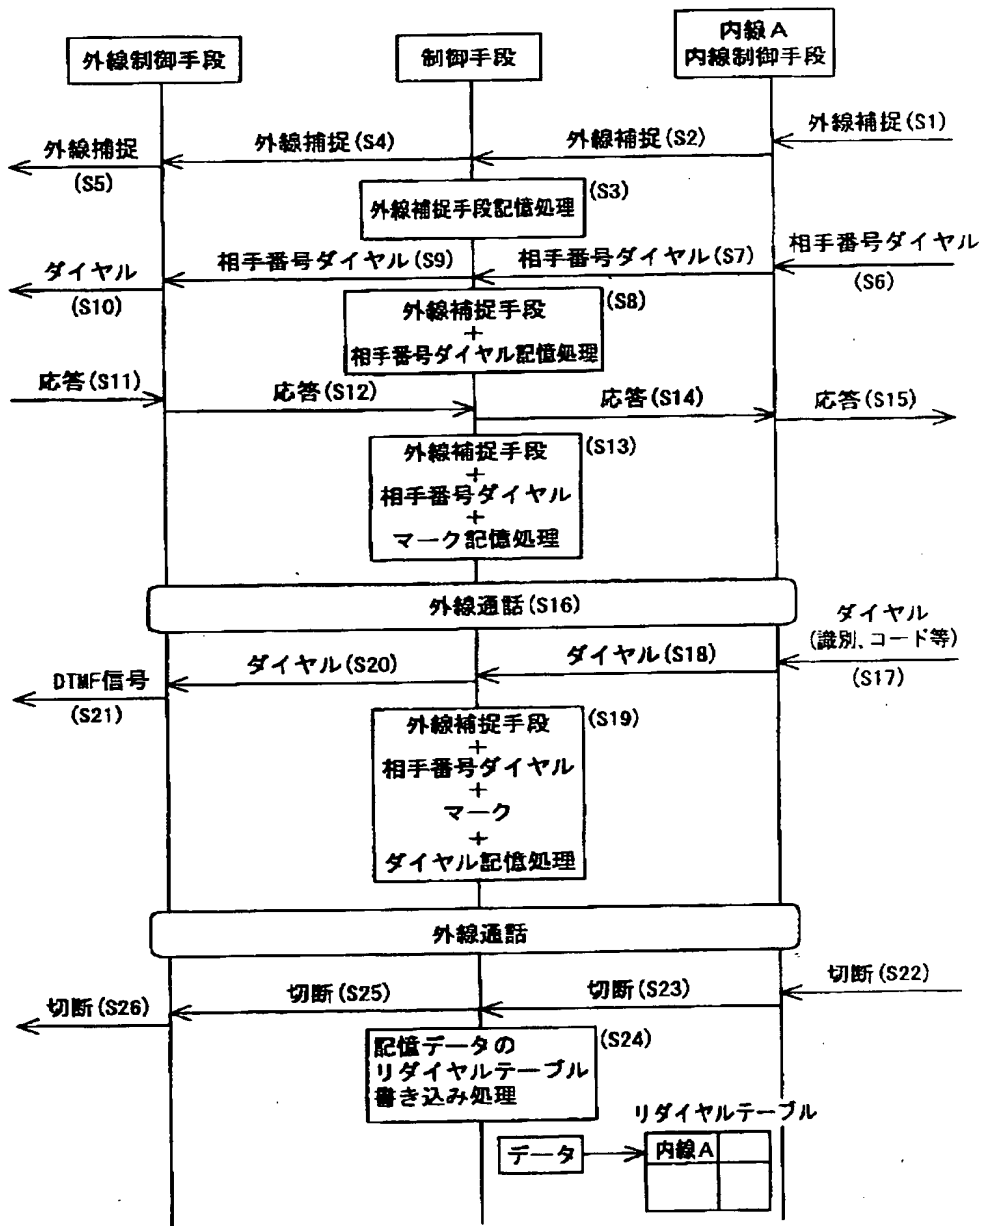 外線制御手段
制御手段
内線A
内線制御手段
外線補捉(S1)
外線補捉(S2)
外線補捉(S4)
外線補捉
(S5)
(S3)
外線補捉手段記憶処理
相手番号ダイヤル
(S6)
相手番号ダイヤル(S7)
相手番号ダイヤル(S9)
ダイヤル
(S10)
(S8)
外線補捉手段
+
相手番号ダイヤル記憶処理
応答(S11)
応答(S12)
応答(S14)
応答(S15)
(S13)
外線補捉手段
+
相手番号ダイヤル
+
マーク記憶処理
外線通話(S16)
ダイヤル
(識別、コード等)
(S17)
ダイヤル(S18)
ダイヤル(S20)
DTMF信号
(S21)
(S19)
外線補捉手段
+
相手番号ダイヤル
+
マーク
+
ダイヤル記憶処理
外線通話
切断(S22)
切断(S23)
切断(S25)
切断(S26)
(S24)
記憶データの
リダイヤルテーブル
書き込み処理
リダイヤルテーブル
データ
内線A